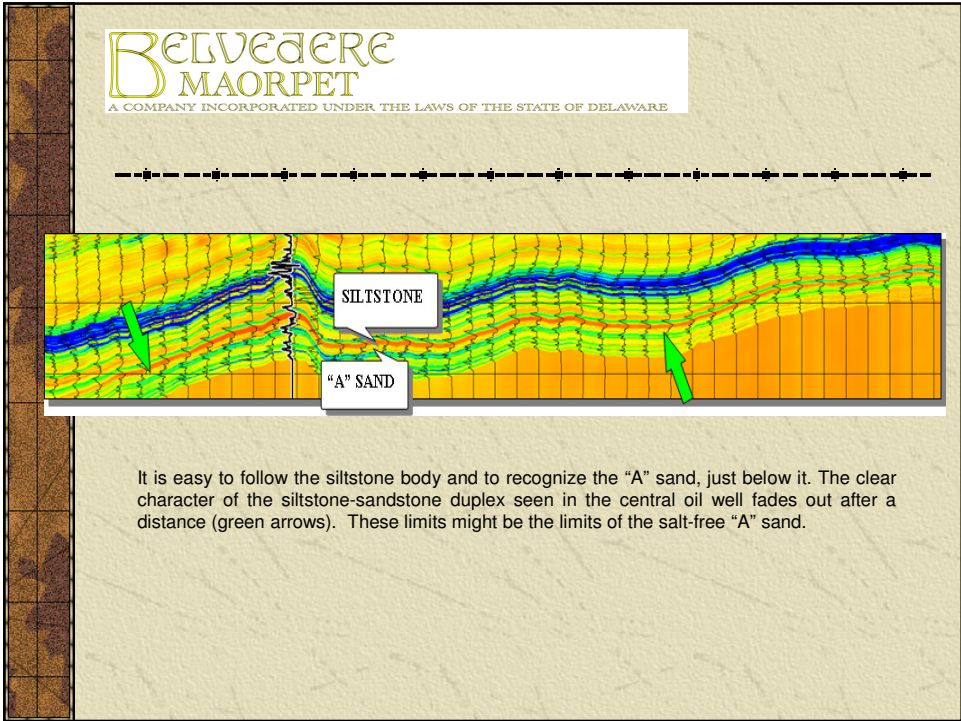 BELVEDERE
MAORPET
A COMPANY INCORPORATED UNDER THE LAWS OF THE STATE OF DELAWARE
SILTSTONE
“A” SAND
It is easy to follow the siltstone body and to recognize the “A” sand, just below it. The clear
character of the siltstone-sandstone duplex seen in the central oil well fades out after a
distance (green arrows). These limits might be the limits of the salt-free “A” sand.